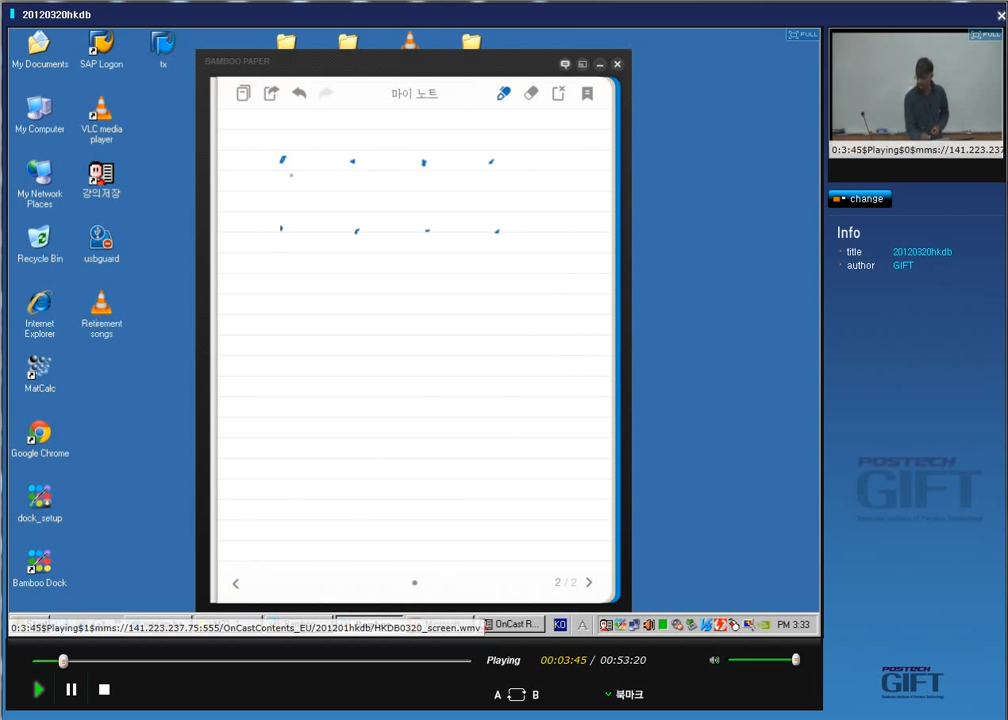 20120320hkdb
FULL
FULL
My Documents
SAP Logon
tx
My Computer
VLC media player
My Network Places
강의저장
Recycle Bin
usbguard
Internet Explorer
Retirement songs
MatCalc
Google Chrome
dock_setup
Bamboo Dock
BAMBOO PAPER
마이 노트
2 / 2
0:3:45$Playing$0$mms://141.223.237
change
Info
title 20120320hkdb
author GIFT
POSTECH
GIFT
0:3:45$Playing$1$mms://141.223.237.75:555/OnCastContents_EU/201201hkdb/HKDB0320_screen.wmv
OnCast R...
KO
A
PM 3:33
Playing 00:03:45 / 00:53:20
A B
북마크
POSTECH
GIFT